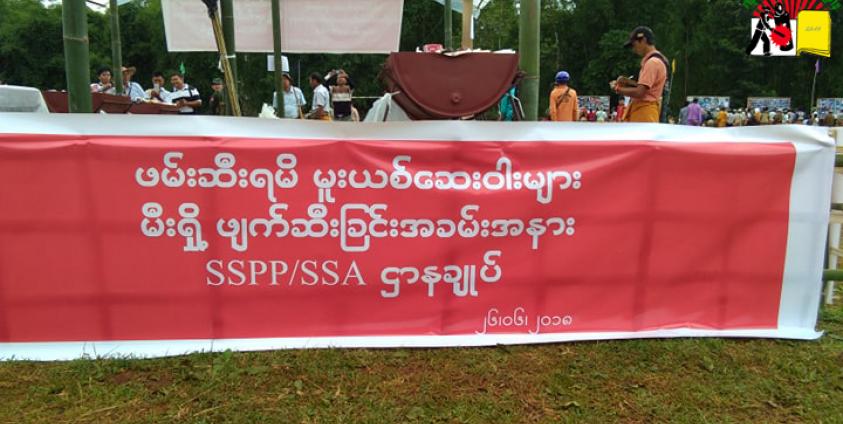 ဖမ်းဆီးရမိ မူးယစ်ဆေးဝါးများ
မီးရှို့ ဖျက်ဆီးခြင်းအခမ်းအနား
SSPP/SSA ဌာနချုပ်
၂၆၊၀၆၊၂၀၁၈